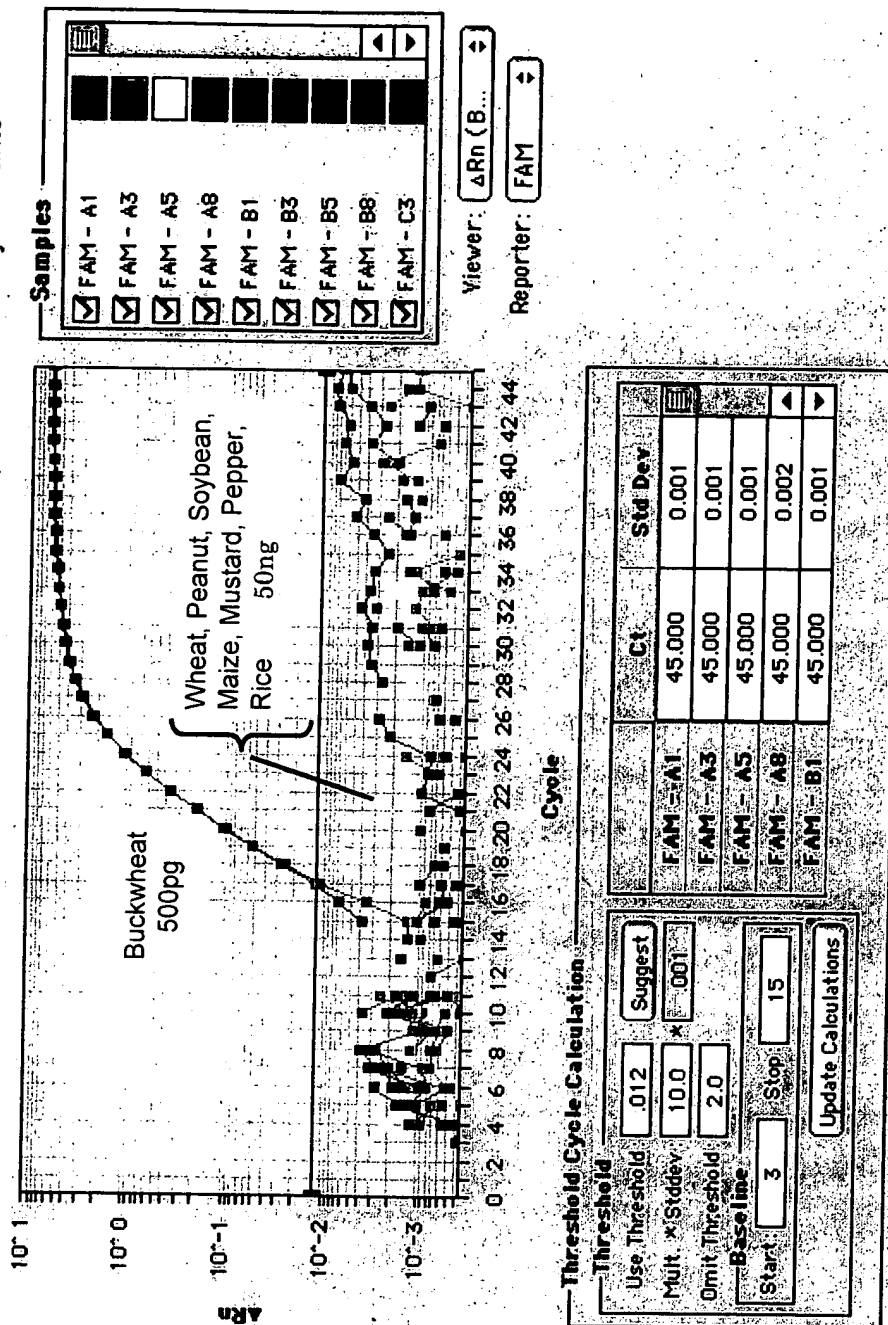 Samples
FAM - A1
FAM - A3
FAM - A5
FAM - A8
FAM - B1
FAM - B3
FAM - B5
FAM - B8
FAM - C3
Viewer: ΔRn (B...
Reporter: FAM
10^1
10^0
10^-1
10^-2
10^-3
ΔRn
Buckwheat
500pg
Wheat, Peanut, Soybean,
Maize, Mustard, Pepper,
Rice 50ng
0 2 4 6 8 10 12 14 16 18 20 22 24 26 28 30 32 34 36 38 40 42 44
Cycle
Threshold Cycle Calculation
Threshold
Use Threshold .012 Suggest
Mult. * Stddev 10.0 * .001
Omit Threshold 2.0
Baseline
Start 3 Stop 15
Update Calculations
Ct Std Dev
FAM - A1 45.000 0.001
FAM - A3 45.000 0.001
FAM - A5 45.000 0.001
FAM - A8 45.000 0.002
FAM - B1 45.000 0.001